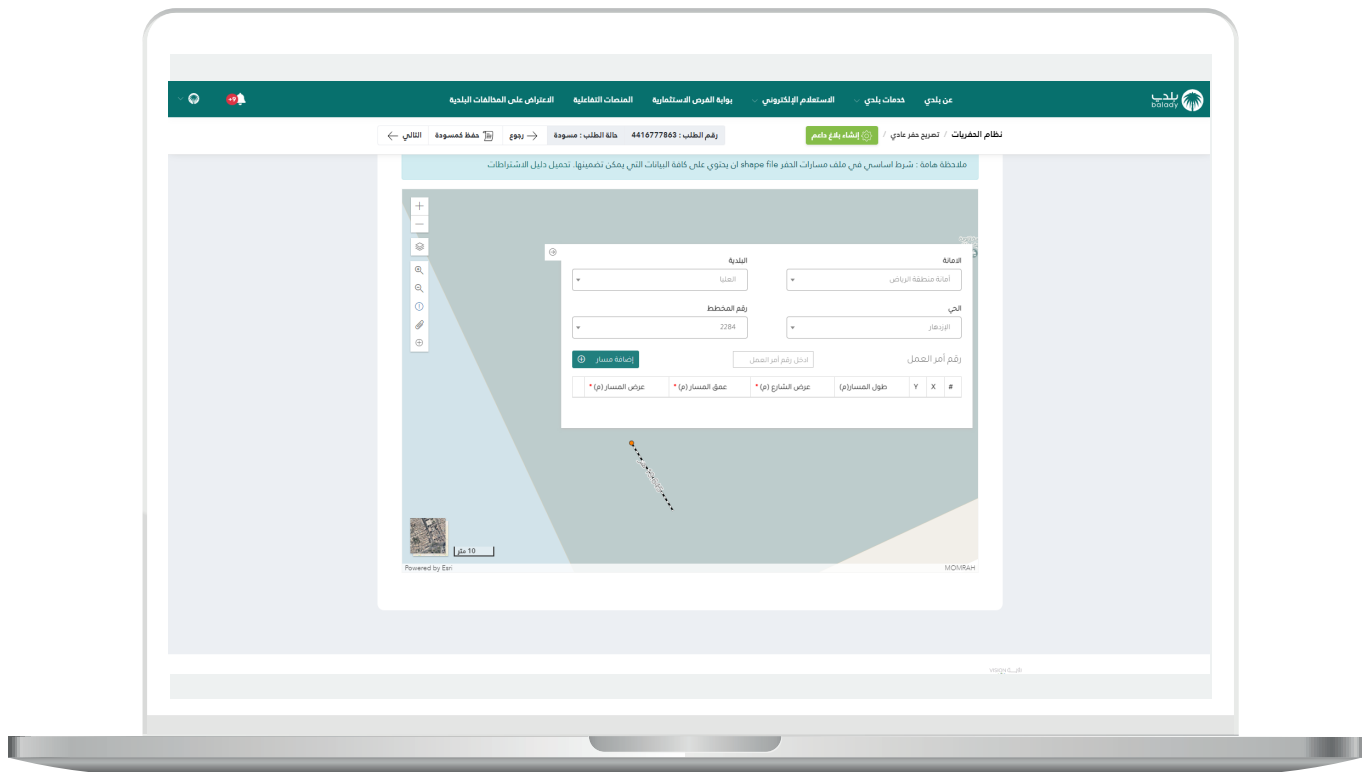 بلدي
balady
عن بلدي
خدمات بلدي
الاستعلام الإلكتروني
بوابة الفرص الاستثمارية
المنصات التفاعلية
الاعتراض على المخالفات البلدية
+9
نظام الحفريات / تصريح حفر عادي / إنشاء بلاغ داعم
رقم الطلب : 4416777863
حالة الطلب : مسودة
رجوع
حفظ كمسودة
التالي
ملاحظة هامة : شرط اساسي في ملف مسارات الحفر shape file ان يحتوي على كافة البيانات التي يمكن تضمينها. تحميل دليل الاشتراطات
الامانة
البلدية
أمانة منطقة الرياض
العليا
الحي
رقم المخطط
الإزدهار
2284
رقم أمر العمل
ادخل رقم أمر العمل
إضافة مسار
# X Y طول المسار(م) عرض الشارع (م) * عمق المسار (م) * عرض المسار (م) *
10 متر
Powered by Esri
MOMRAH